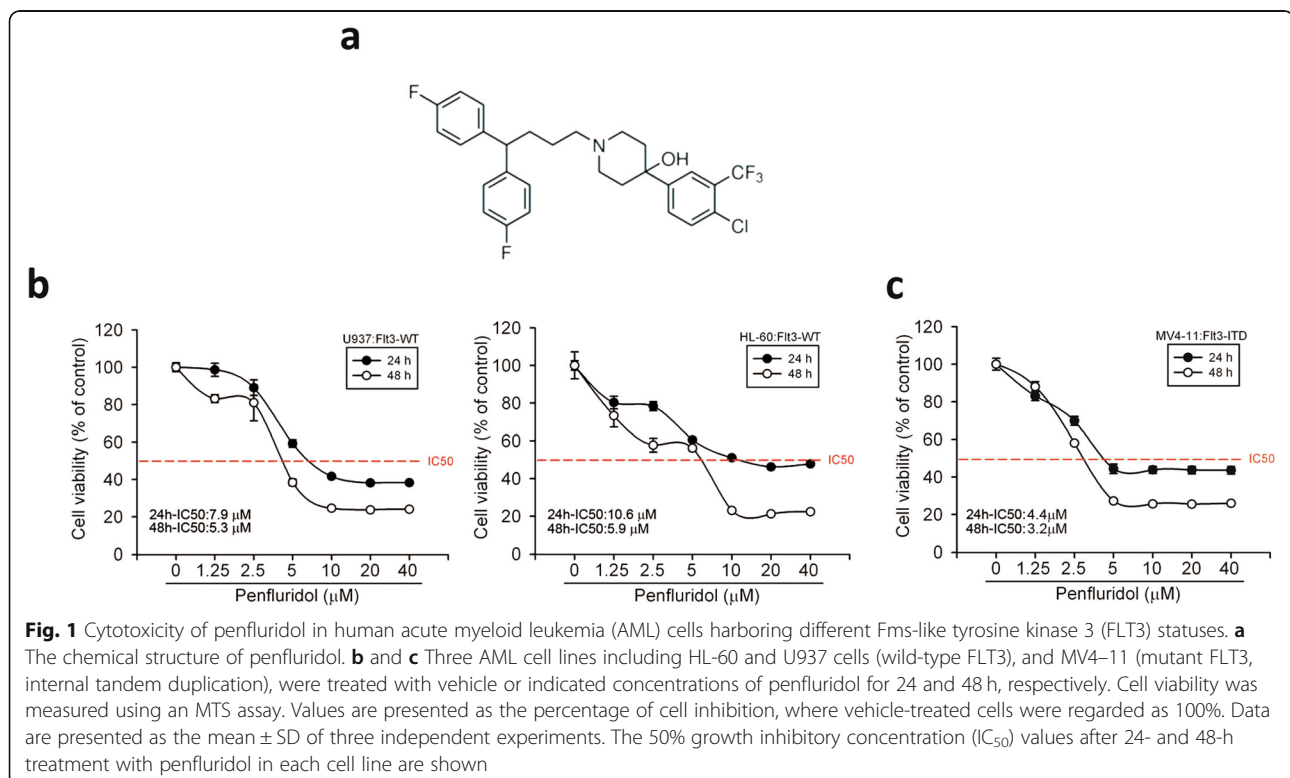 a
F
N
OH
CF3
Cl
F
b
c
U937:Flt3-WT
24 h
48 h
Cell viability (% of control)
120
100
80
60
40
20
0
IC50
24h-IC50:7.9 μM
48h-IC50:5.3 μM
0 1.25 2.5 5 10 20 40
Penfluridol (μM)
HL-60:Flt3-WT
24 h
48 h
Cell viability (% of control)
120
100
80
60
40
20
0
IC50
24h-IC50:10.6 μM
48h-IC50:5.9 μM
0 1.25 2.5 5 10 20 40
Penfluridol (μM)
MV4-11:Flt3-ITD
24 h
48 h
Cell viability (% of control)
120
100
80
60
40
20
0
IC50
24h-IC50:4.4 μM
48h-IC50:3.2μM
0 1.25 2.5 5 10 20 40
Penfluridol (μM)
Fig. 1 Cytotoxicity of penfluridol in human acute myeloid leukemia (AML) cells harboring different Fms-like tyrosine kinase 3 (FLT3) statuses. a
The chemical structure of penfluridol. b and c Three AML cell lines including HL-60 and U937 cells (wild-type FLT3), and MV4–11 (mutant FLT3,
internal tandem duplication), were treated with vehicle or indicated concentrations of penfluridol for 24 and 48 h, respectively. Cell viability was
measured using an MTS assay. Values are presented as the percentage of cell inhibition, where vehicle-treated cells were regarded as 100%. Data
are presented as the mean ± SD of three independent experiments. The 50% growth inhibitory concentration (IC50) values after 24- and 48-h
treatment with penfluridol in each cell line are shown